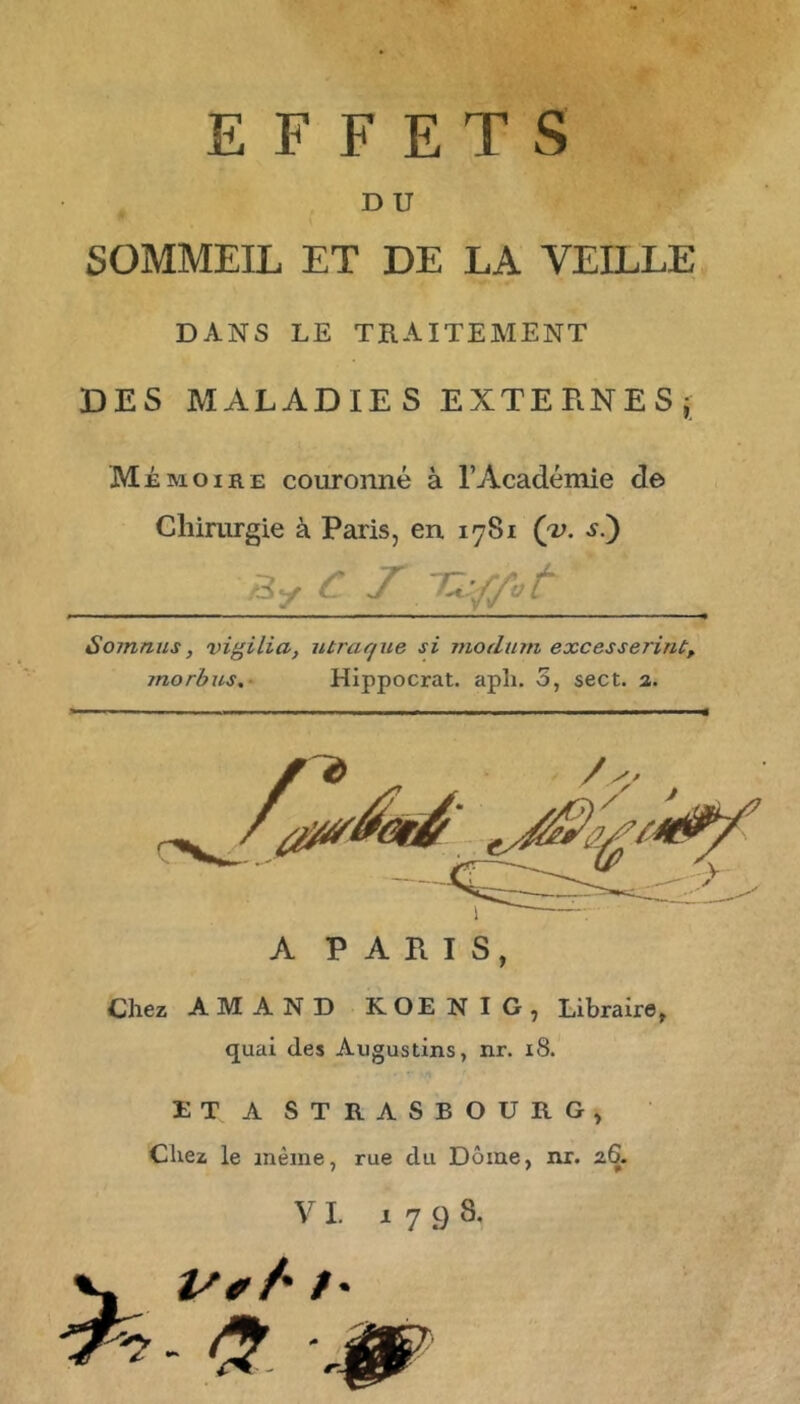 EFFETS
DU
SOMMEIL ET DE LA VEILLE
DANS LE TRAITEMENT
DES MALADIES EXTERNES;
MÉMOIRE couronné à l'Académie de
Chirurgie à Paris, en 1781 (v. s.)
By C J
Somnus, vigilia, utraque si modum excesserint,
morbus. Hippocrat. aph. 3, sect. 2.
A PARIS,
Chez AMAND KOENIG, Libraire,
quai des Augustins, nr. 18.
ET A STRASBOURG,
Chez le même, rue du Dôme, nr. 26.
VI. 1798.